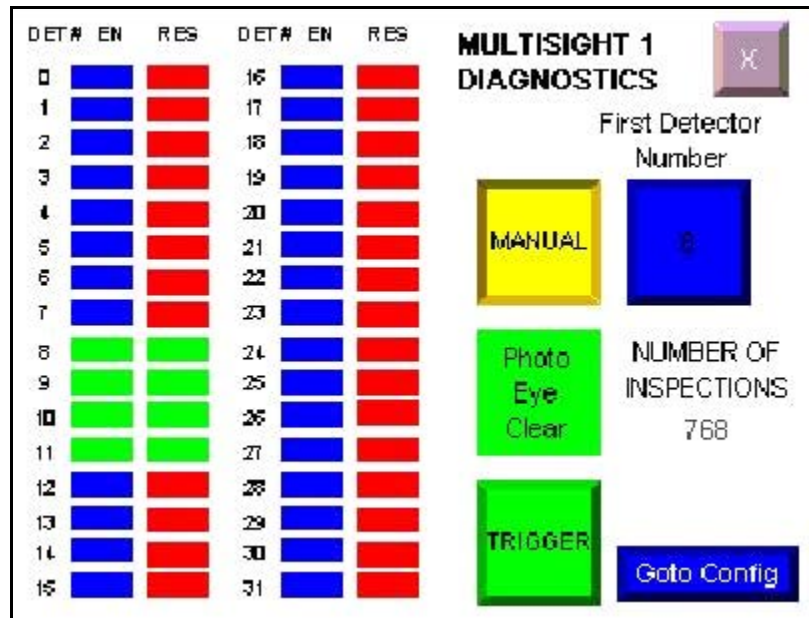 DET# EN RES DET# EN RES
0 16
1 17
2 18
3 19
4 20
5 21
6 22
7 23
8 24
9 25
10 26
11 27
12 28
13 29
14 30
15 31
MULTISIGHT 1
DIAGNOSTICS
X
First Detector
Number
MANUAL
8
Photo
Eye
Clear
NUMBER OF
INSPECTIONS
768
TRIGGER
Goto Config